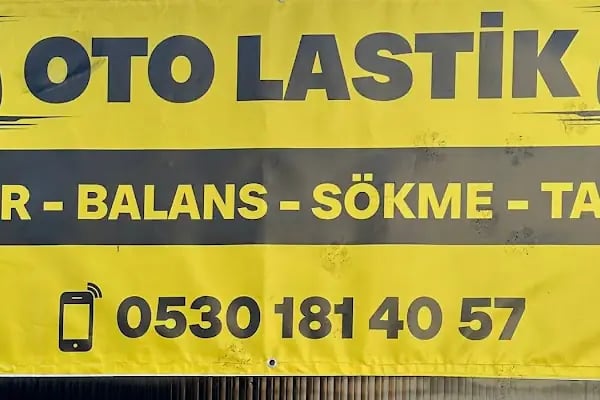 OTO LASTİK
R - BALANS - SÖKME - TA
0530 181 40 57